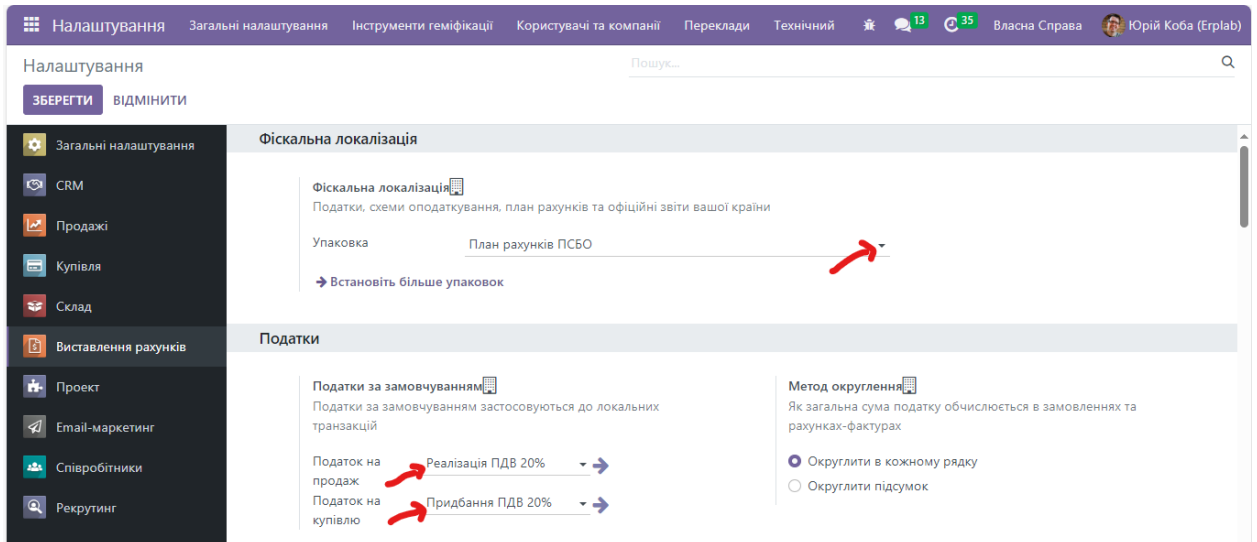 Налаштування Загальні налаштування Інструменти геміфікації Користувачі та компанії Переклади Технічний 13 35 Власна Справа Юрій Коба (Erplab)
Налаштування
Пошук...
ЗБЕРЕГТИ ВІДМІНИТИ
Загальні налаштування
CRM
Продажі
Купівля
Склад
Виставлення рахунків
Проект
Email-маркетинг
Співробітники
Рекрутинг
Фіскальна локалізація
Фіскальна локалізація
Податки, схеми оподаткування, план рахунків та офіційні звіти вашої країни
Упаковка План рахунків ПСБО
Встановіть більше упаковок
Податки
Податки за замовчуванням
Податки за замовчуванням застосовуються до локальних
транзакцій
Податок на
продаж
Реалізація ПДВ 20%
Податок на
купівлю
Придбання ПДВ 20%
Метод округлення
Як загальна сума податку обчислюється в замовленнях та
рахунках-фактурах
Округлити в кожному рядку
Округлити підсумок